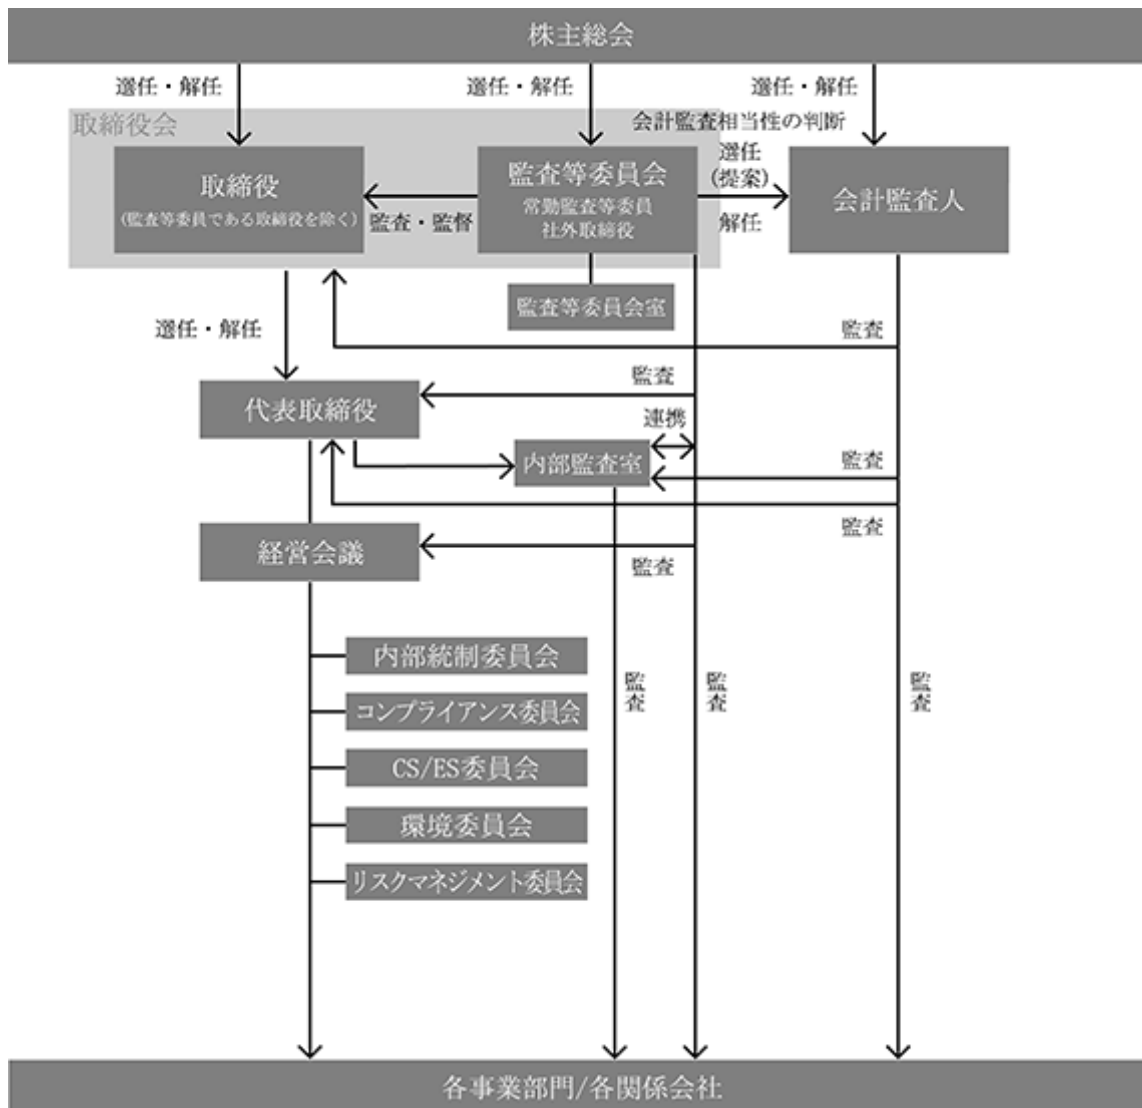 株主総会
選任・解任
選任・解任
選任・解任
取締役会
会計監査相当性の判断
取締役
(監査等委員である取締役を除く)
監査・監督
監査等委員会
常勤監査等委員
社外取締役
選任
(提案)
解任
会計監査人
監査等委員会室
選任・解任
監査
監査
代表取締役
連携
内部監査室
監査
監査
経営会議
監査
内部統制委員会
コンプライアンス委員会
CS/ES委員会
環境委員会
リスクマネジメント委員会
監査
監査
監査
各事業部門/各関係会社